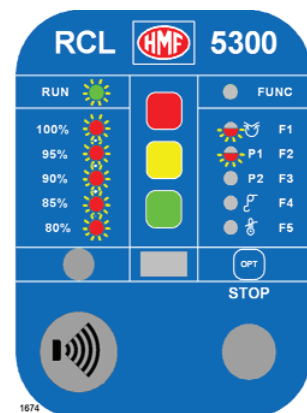 RCL HMF 5300
RUN FUNC
100% F1
95% P1 F2
90% P2 F3
85% F4
80% F5
OPT
STOP
1674